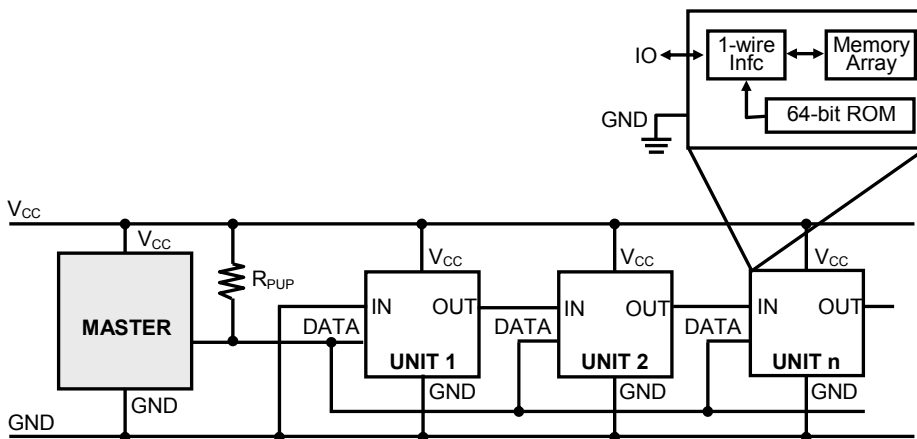 1-wire Infc
Memory Array
IO
64-bit ROM
GND
VCC
VCC
RPUP
VCC
VCC
VCC
MASTER
DATA
IN
OUT
UNIT 1
DATA
IN
OUT
UNIT 2
DATA
IN
OUT
UNIT n
GND
GND
GND
GND
GND